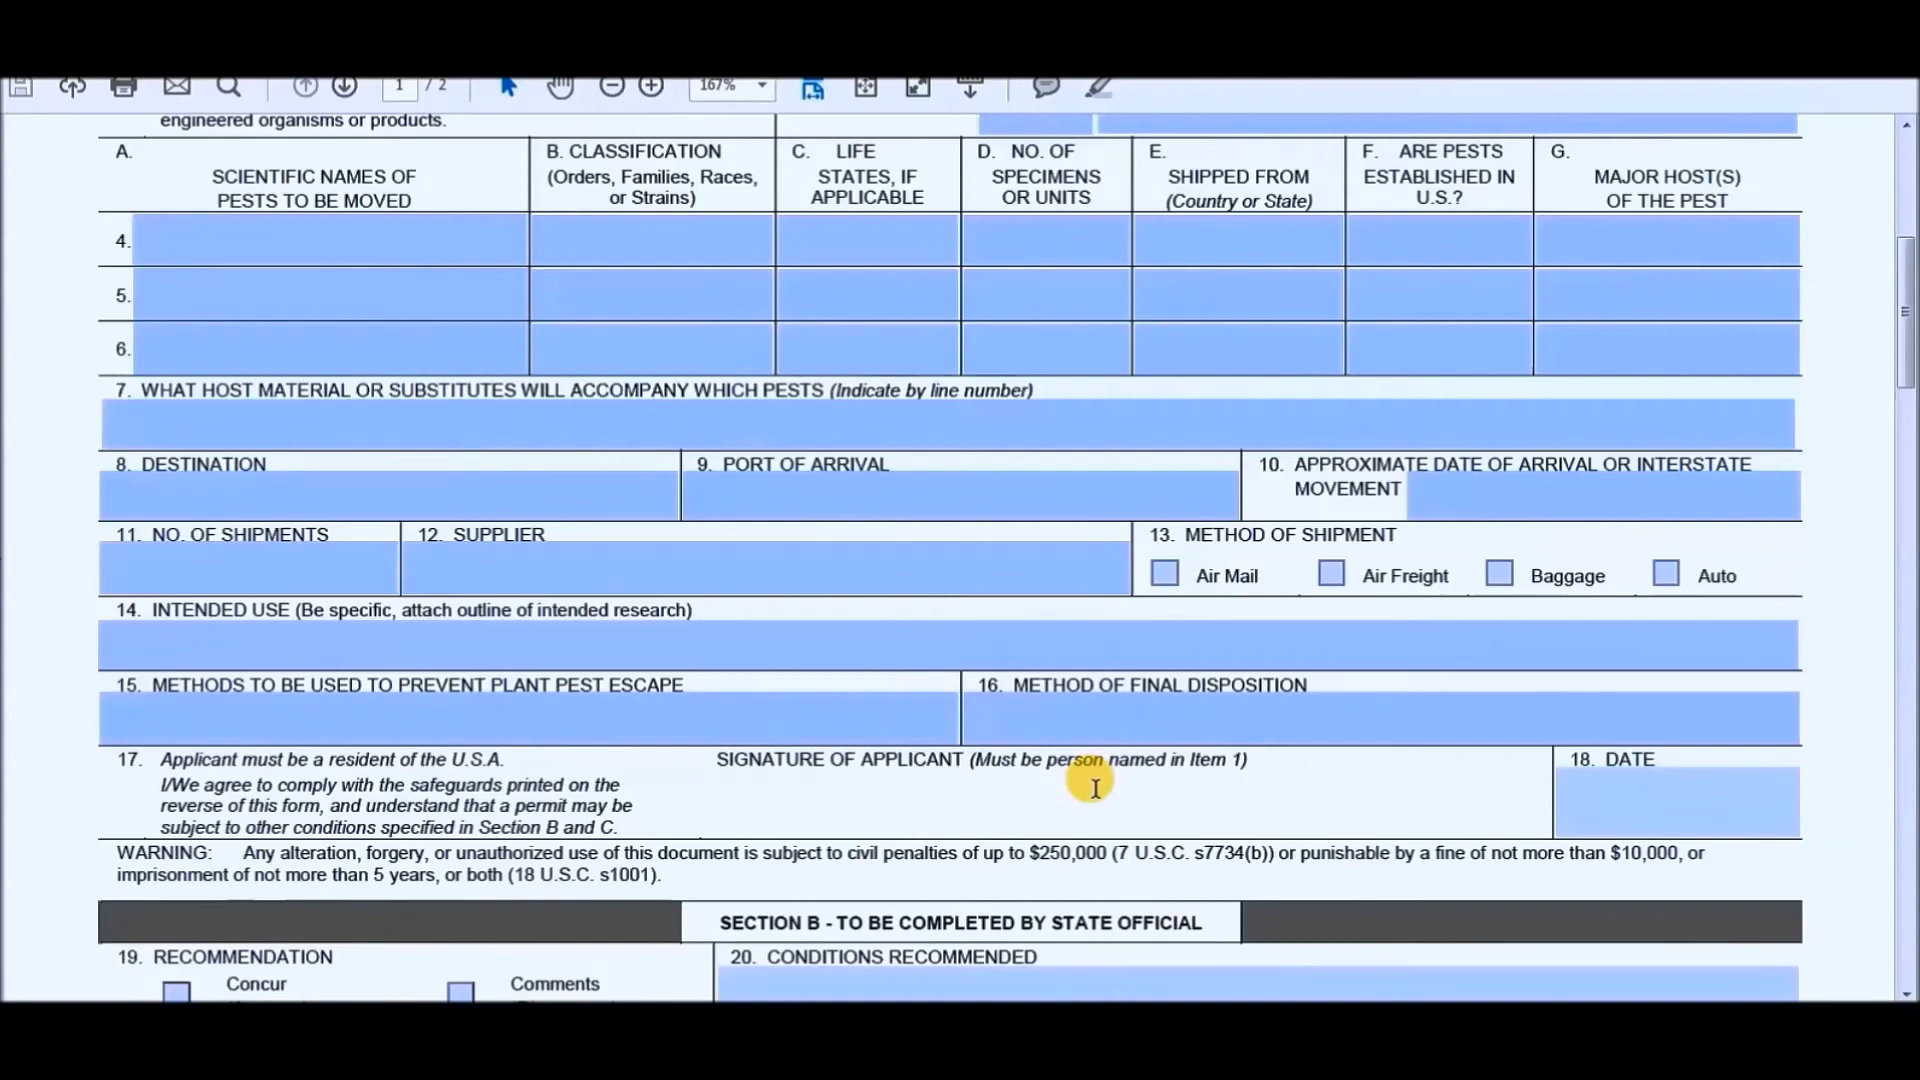 1 / 2 167%
engineered organisms or products.
A. SCIENTIFIC NAMES OF PESTS TO BE MOVED
B. CLASSIFICATION (Orders, Families, Races, or Strains)
C. LIFE STATES, IF APPLICABLE
D. NO. OF SPECIMENS OR UNITS
E. SHIPPED FROM (Country or State)
F. ARE PESTS ESTABLISHED IN U.S.?
G. MAJOR HOST(S) OF THE PEST
4.
5.
6.
7. WHAT HOST MATERIAL OR SUBSTITUTES WILL ACCOMPANY WHICH PESTS (Indicate by line number)
8. DESTINATION
9. PORT OF ARRIVAL
10. APPROXIMATE DATE OF ARRIVAL OR INTERSTATE
MOVEMENT
11. NO. OF SHIPMENTS
12. SUPPLIER
13. METHOD OF SHIPMENT
Air Mail Air Freight Baggage Auto
14. INTENDED USE (Be specific, attach outline of intended research)
15. METHODS TO BE USED TO PREVENT PLANT PEST ESCAPE
16. METHOD OF FINAL DISPOSITION
17. Applicant must be a resident of the U.S.A.
I/We agree to comply with the safeguards printed on the
reverse of this form, and understand that a permit may be
subject to other conditions specified in Section B and C.
SIGNATURE OF APPLICANT (Must be person named in Item 1)
18. DATE
WARNING: Any alteration, forgery, or unauthorized use of this document is subject to civil penalties of up to $250,000 (7 U.S.C. s7734(b)) or punishable by a fine of not more than $10,000, or
imprisonment of not more than 5 years, or both (18 U.S.C. s1001).
SECTION B - TO BE COMPLETED BY STATE OFFICIAL
19. RECOMMENDATION
Concur Comments
20. CONDITIONS RECOMMENDED